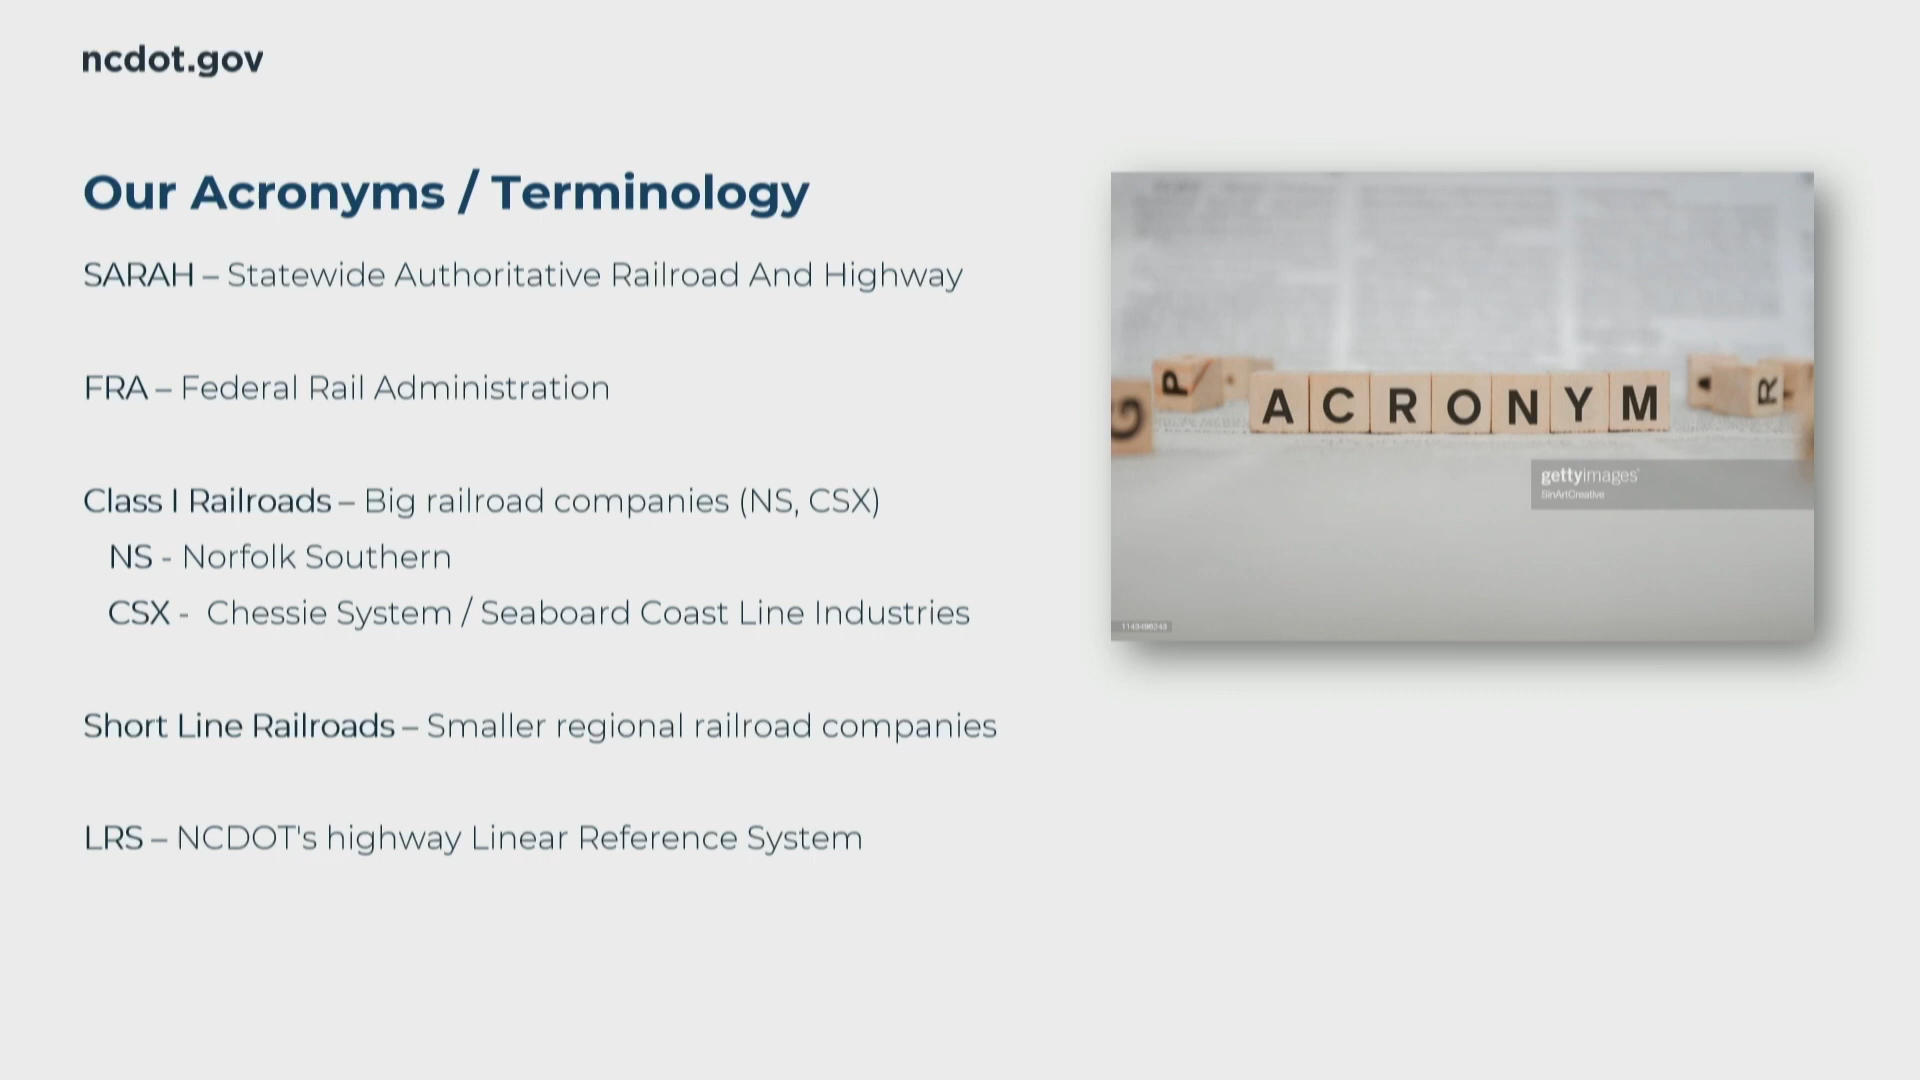 ncdot.gov
Our Acronyms / Terminology
SARAH – Statewide Authoritative Railroad And Highway
FRA – Federal Rail Administration
Class I Railroads – Big railroad companies (NS, CSX)
NS - Norfolk Southern
CSX - Chessie System / Seaboard Coast Line Industries
Short Line Railroads – Smaller regional railroad companies
LRS – NCDOT's highway Linear Reference System
G P ACRONYM R
gettyimages®
SinArtCreative
1143496243